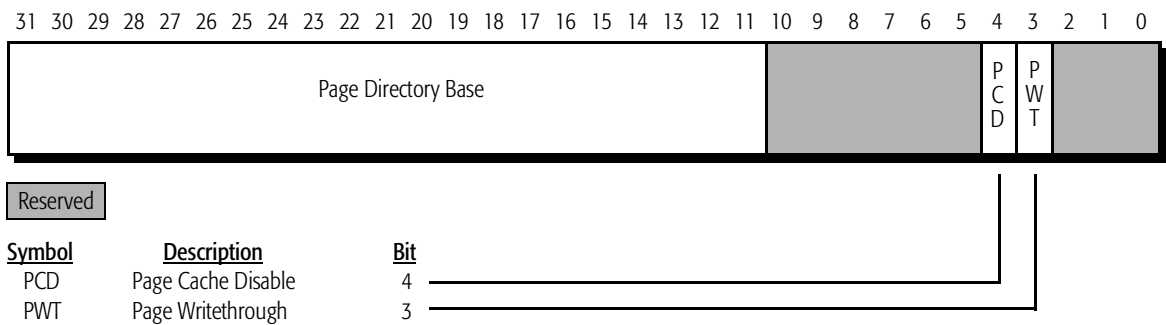 31 30 29 28 27 26 25 24 23 22 21 20 19 18 17 16 15 14 13 12 11 10 9 8 7 6 5 4 3 2 1 0
Page Directory Base
PCD
PWT
Reserved
Symbol Description Bit
PCD Page Cache Disable 4
PWT Page Writethrough 3